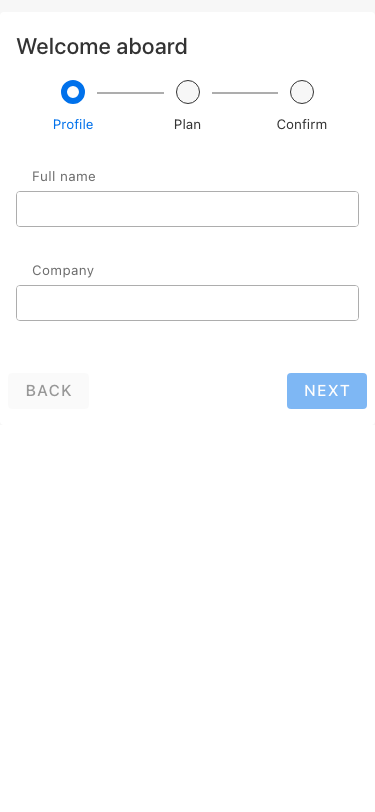 Welcome aboard
Profile Plan Confirm
Full name
Company
BACK NEXT